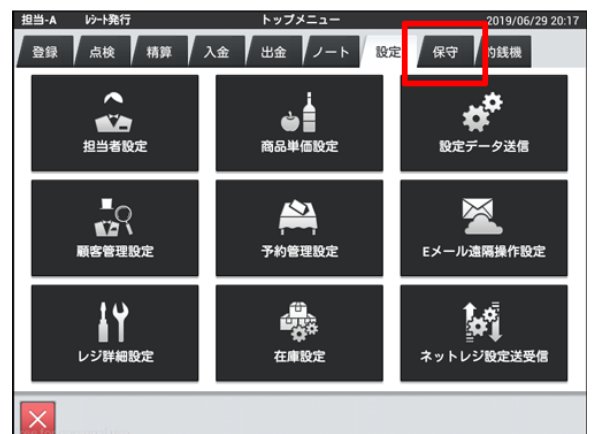 担当-A ﾚｼｰﾄ発行 トップメニュー 2019/06/29 20:17
登録 点検 精算 入金 出金 ノート 設定 保守 釣銭機
担当者設定 商品単価設定 設定データ送信
顧客管理設定 予約管理設定 Eメール遠隔操作設定
レジ詳細設定 在庫設定 ネットレジ設定送受信